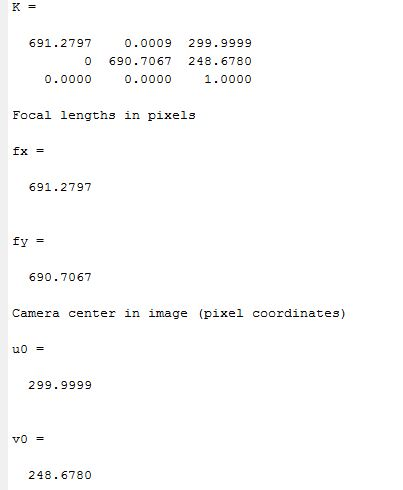 K =
691.2797 0.0009 299.9999
0 690.7067 248.6780
0.0000 0.0000 1.0000
Focal lengths in pixels
fx =
691.2797
fy =
690.7067
Camera center in image (pixel coordinates)
u0 =
299.9999
v0 =
248.6780